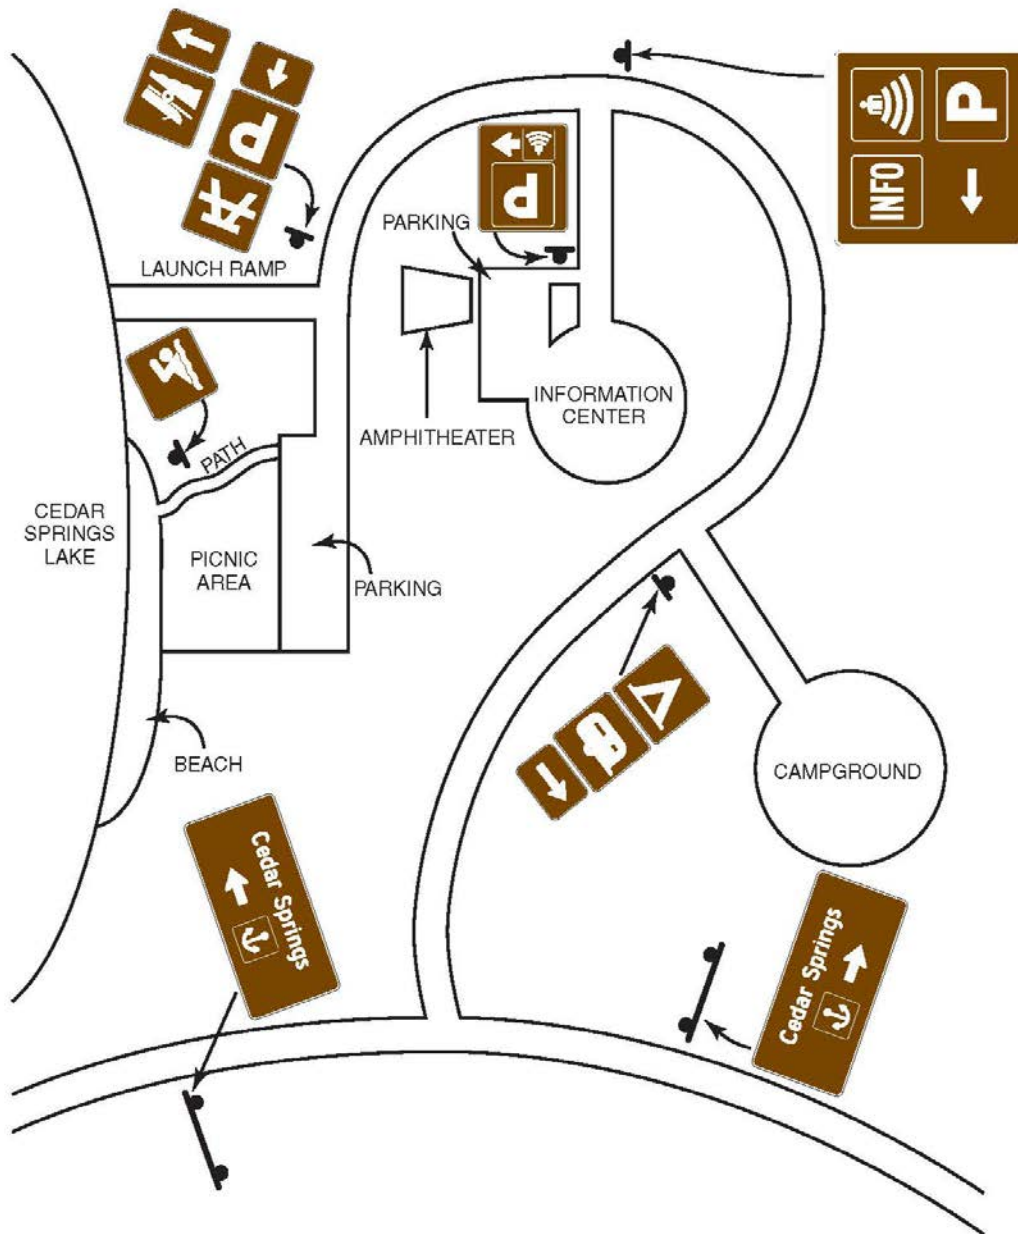 P
P
P
INFO
PARKING
LAUNCH RAMP
INFORMATION
CENTER
AMPHITHEATER
PATH
CEDAR
SPRINGS
LAKE
PICNIC
AREA
PARKING
BEACH
CAMPGROUND
Cedar Springs
Cedar Springs